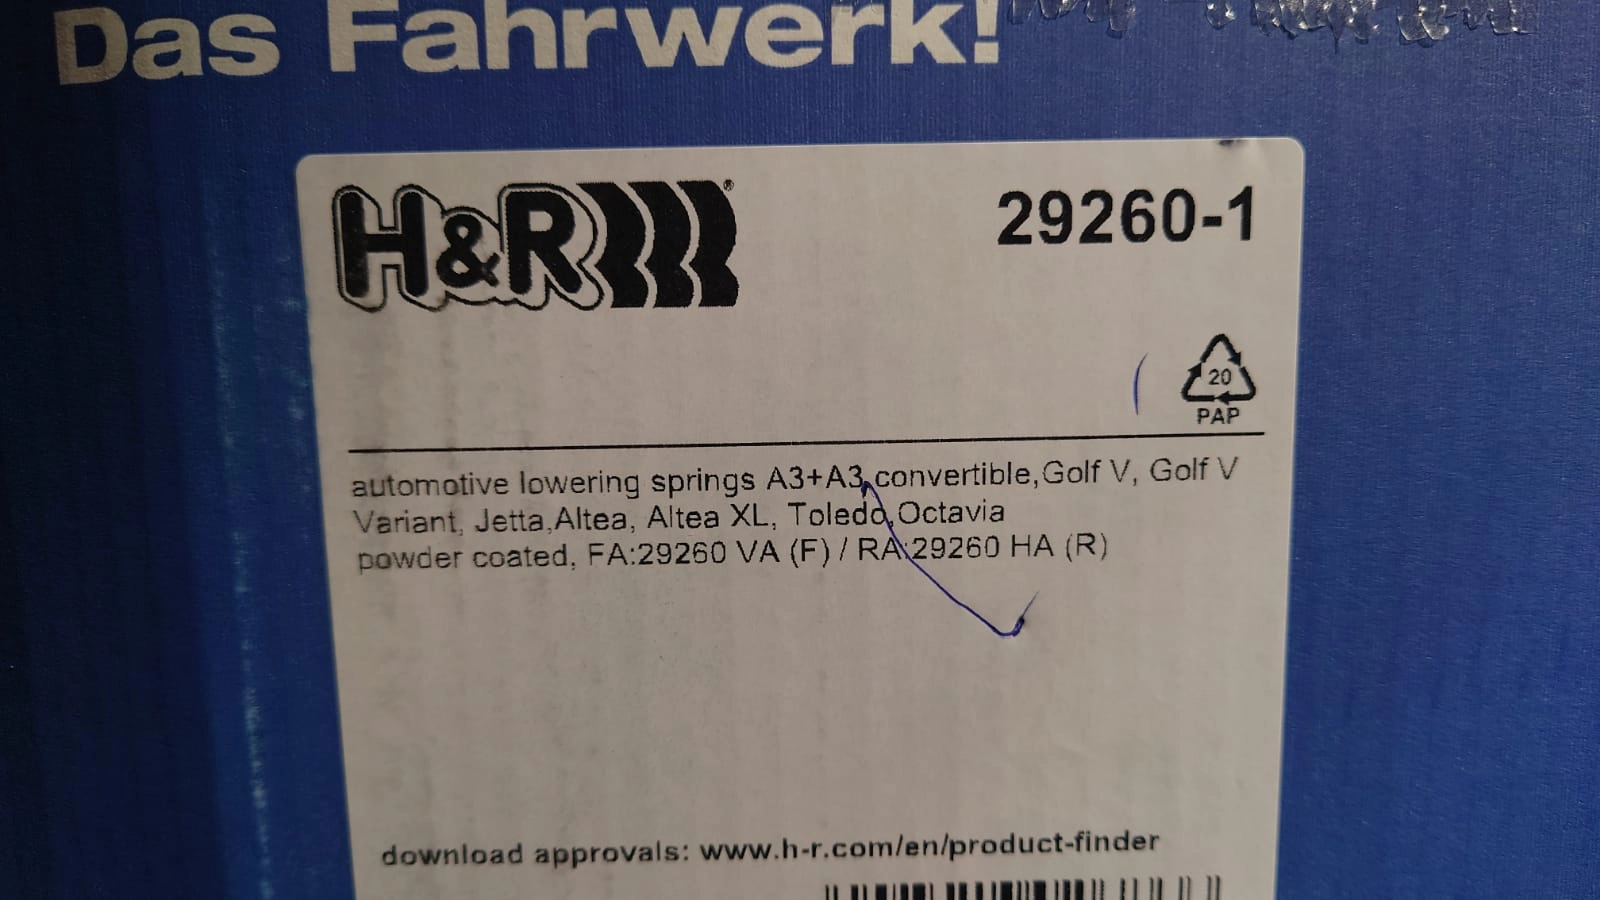 Das Fahrwerk!
H&R®
29260-1
20
PAP
automotive lowering springs A3+A3,convertible,Golf V, Golf V
Variant, Jetta,Altea, Altea XL, Toledo,Octavia
powder coated, FA:29260 VA (F) / RA:29260 HA (R)
download approvals: www.h-r.com/en/product-finder